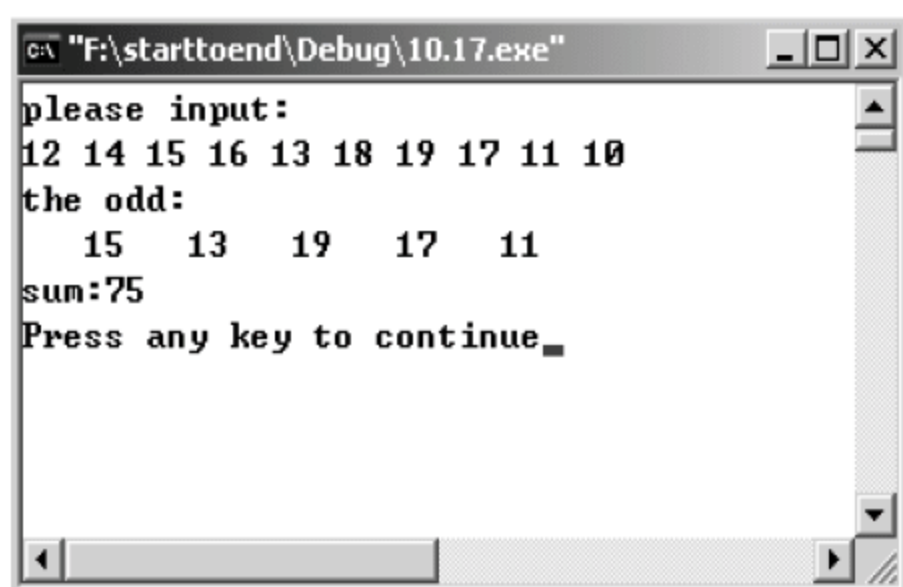 "F:\starttoend\Debug\10.17.exe"
please input:
12 14 15 16 13 18 19 17 11 10
the odd:
   15   13   19   17   11
sum:75
Press any key to continue_